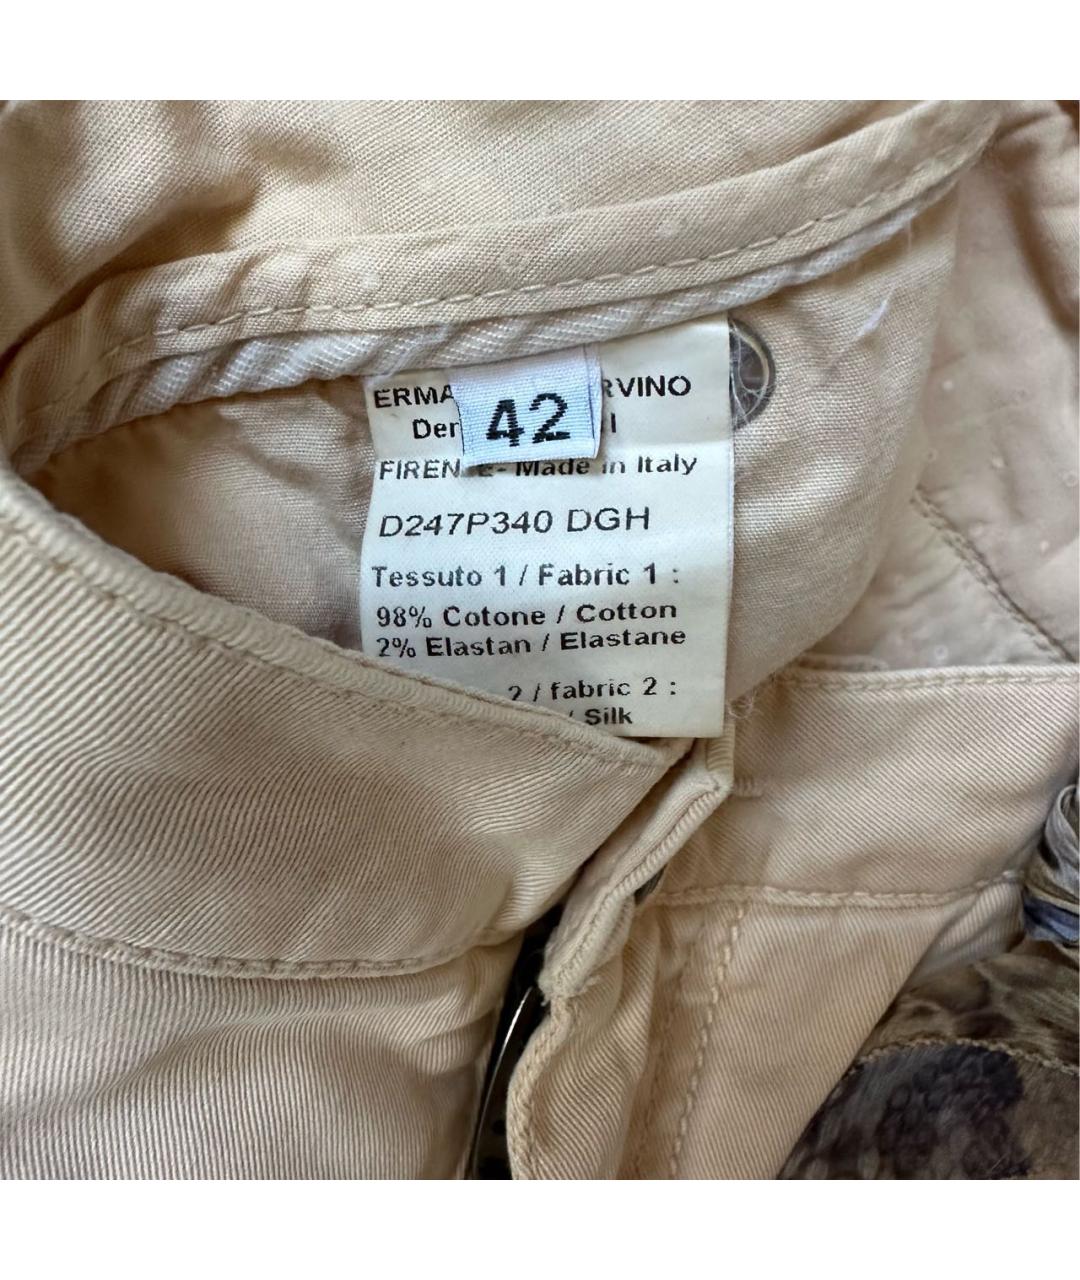 ERMA RVINO
42
Der l
FIREN E - Made in Italy
D247P340 DGH
Tessuto 1 / Fabric 1 :
98% Cotone / Cotton
2% Elastan / Elastane
2 / fabric 2 :
/ Silk